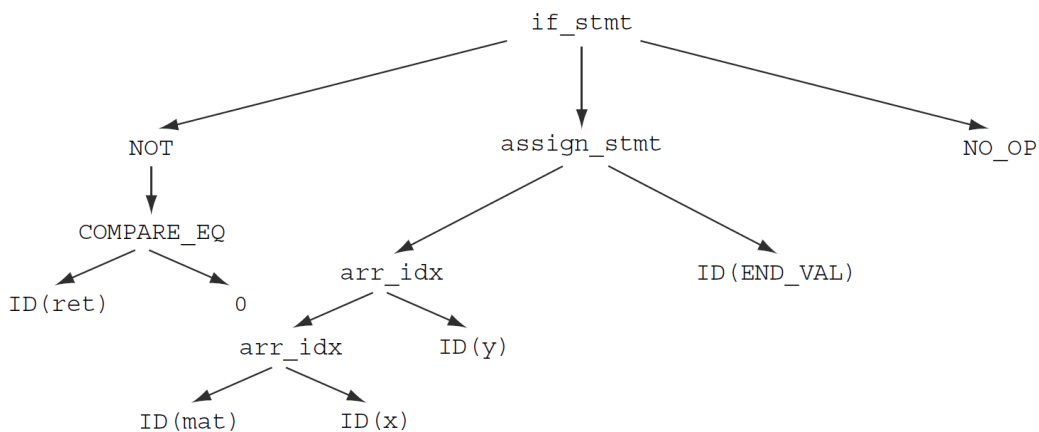 if_stmt
NOT
assign_stmt
NO_OP
COMPARE_EQ
arr_idx
ID(END_VAL)
ID(ret)
0
arr_idx
ID(y)
ID(mat)
ID(x)